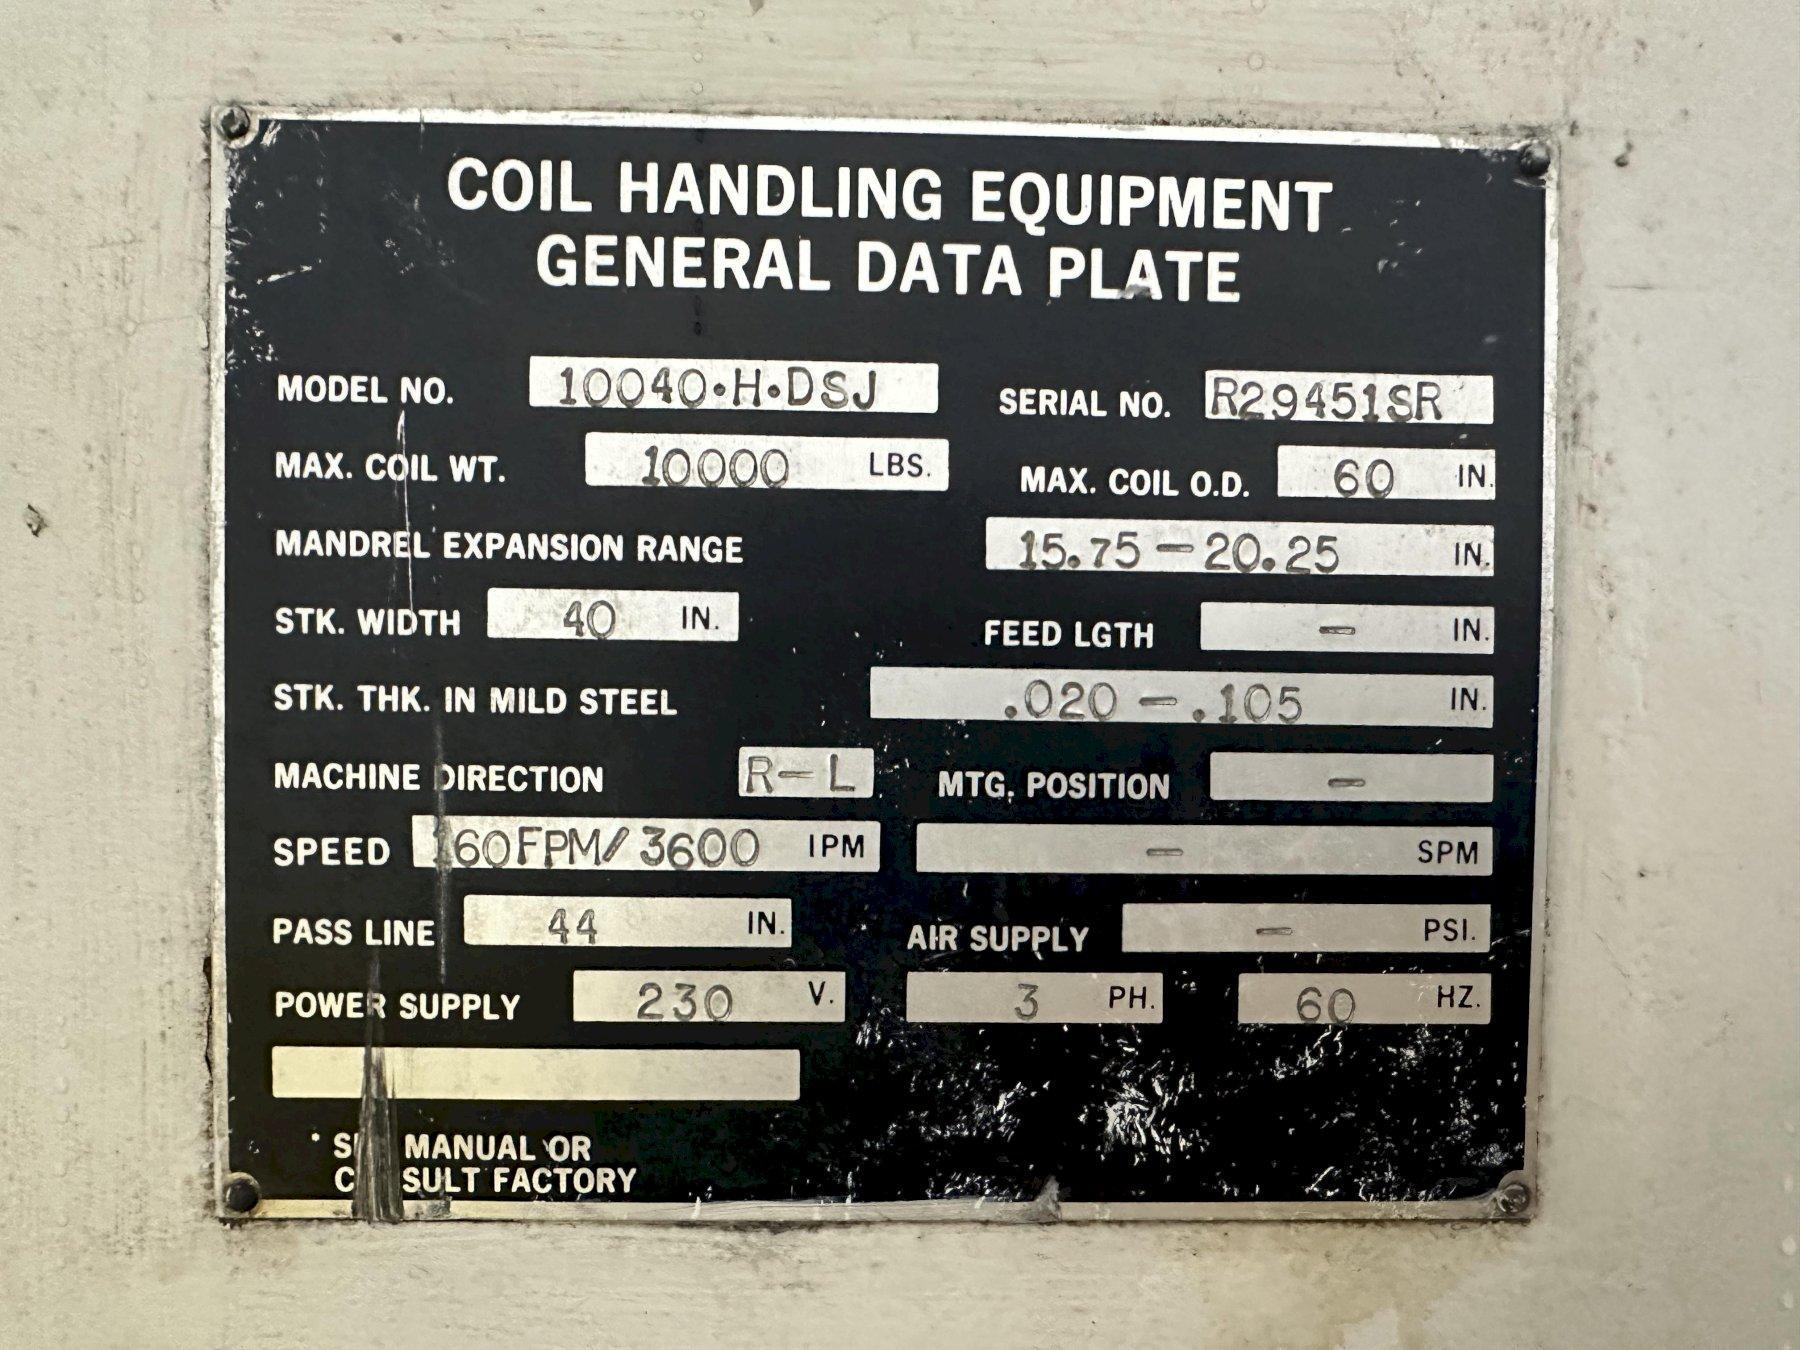 COIL HANDLING EQUIPMENT
GENERAL DATA PLATE
MODEL NO. 10040·H·DSJ SERIAL NO. R29451SR
MAX. COIL WT. 10000 LBS. MAX. COIL O.D. 60 IN.
MANDREL EXPANSION RANGE 15.75-20.25 IN.
STK. WIDTH 40 IN. FEED LGTH - IN.
STK. THK. IN MILD STEEL .020-.105 IN.
MACHINE DIRECTION R-L MTG. POSITION -
SPEED 160FPM/3600 IPM - SPM
PASS LINE 44 IN. AIR SUPPLY - PSI.
POWER SUPPLY 230 V. 3 PH. 60 HZ.
MANUAL OR
FACTORY